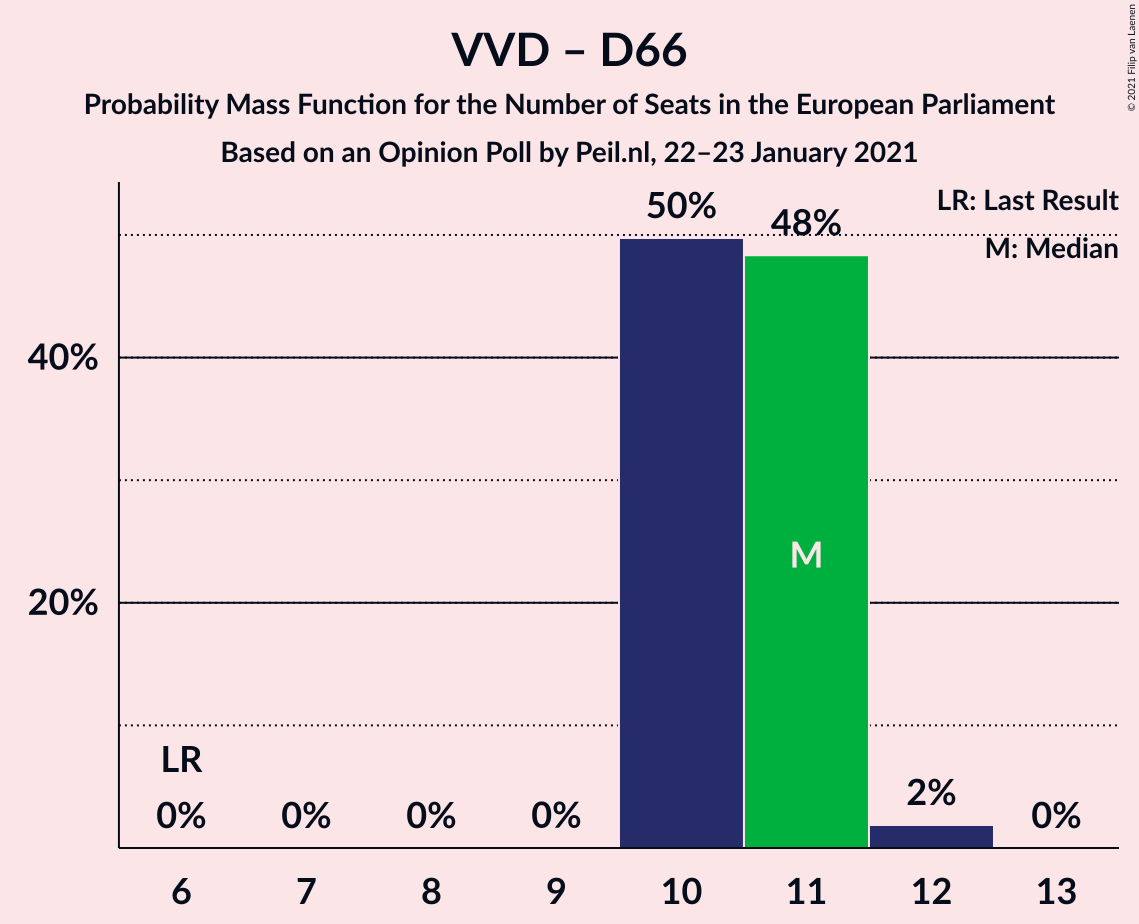 VVD – D66
Probability Mass Function for the Number of Seats in the European Parliament
Based on an Opinion Poll by Peil.nl, 22–23 January 2021
© 2021 Filip van Laenen
LR: Last Result
M: Median
50%
48%
40%
20%
M
LR
0%
0%
0%
0%
2%
0%
6
7
8
9
10
11
12
13